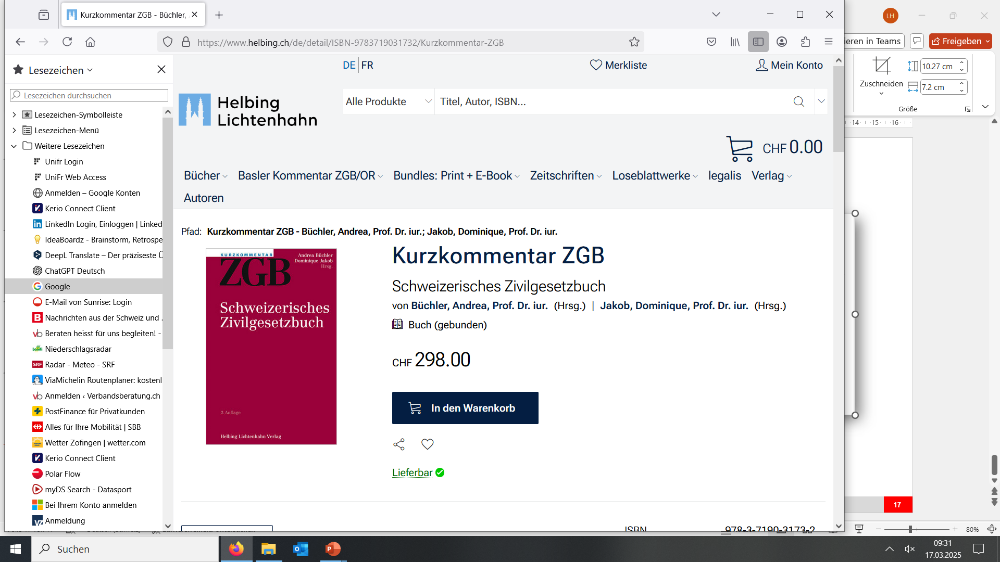 Kurzkommentar ZGB - Büchler,
https://www.helbing.ch/de/detail/ISBN-9783719031732/Kurzkommentar-ZGB
LH
ieren in Teams
Freigeben
Zuschneiden
10.27 cm
7.2 cm
Größe
14 15 16
Lesezeichen
Lesezeichen durchsuchen
Lesezeichen-Symbolleiste
Lesezeichen-Menü
Weitere Lesezeichen
Unifr Login
UniFr Web Access
Anmelden – Google Konten
Kerio Connect Client
LinkedIn Login, Einloggen | Linked
IdeaBoardz - Brainstorm, Retrospe
DeepL Translate – Der präziseste Ü
ChatGPT Deutsch
Google
E-Mail von Sunrise: Login
Nachrichten aus der Schweiz und .
Beraten heisst für uns begleiten! -
Niederschlagsradar
Radar - Meteo - SRF
ViaMichelin Routenplaner: kostenl
Anmelden ‹ Verbandsberatung.ch
PostFinance für Privatkunden
Alles für Ihre Mobilität | SBB
Wetter Zofingen | wetter.com
Kerio Connect Client
Polar Flow
myDS Search - Datasport
Bei Ihrem Konto anmelden
Anmeldung
DE FR
Merkliste
Mein Konto
Helbing
Lichtenhahn
Alle Produkte
Titel, Autor, ISBN...
CHF 0.00
Bücher Basler Kommentar ZGB/OR Bundles: Print + E-Book Zeitschriften Loseblattwerke legalis Verlag
Autoren
Pfad: Kurzkommentar ZGB - Büchler, Andrea, Prof. Dr. iur.; Jakob, Dominique, Prof. Dr. iur.
KURZKOMMENTAR
Andrea Büchler
Dominique Jakob
Hrsg.
ZGB
Schweizerisches
Zivilgesetzbuch
2. Auflage
Helbing Lichtenhahn Verlag
Kurzkommentar ZGB
Schweizerisches Zivilgesetzbuch
von Büchler, Andrea, Prof. Dr. iur. (Hrsg.) | Jakob, Dominique, Prof. Dr. iur. (Hrsg.)
Buch (gebunden)
CHF 298.00
In den Warenkorb
Lieferbar
ISBN 978-3-7190-3173-2
17
80%
Suchen
09:31
17.03.2025